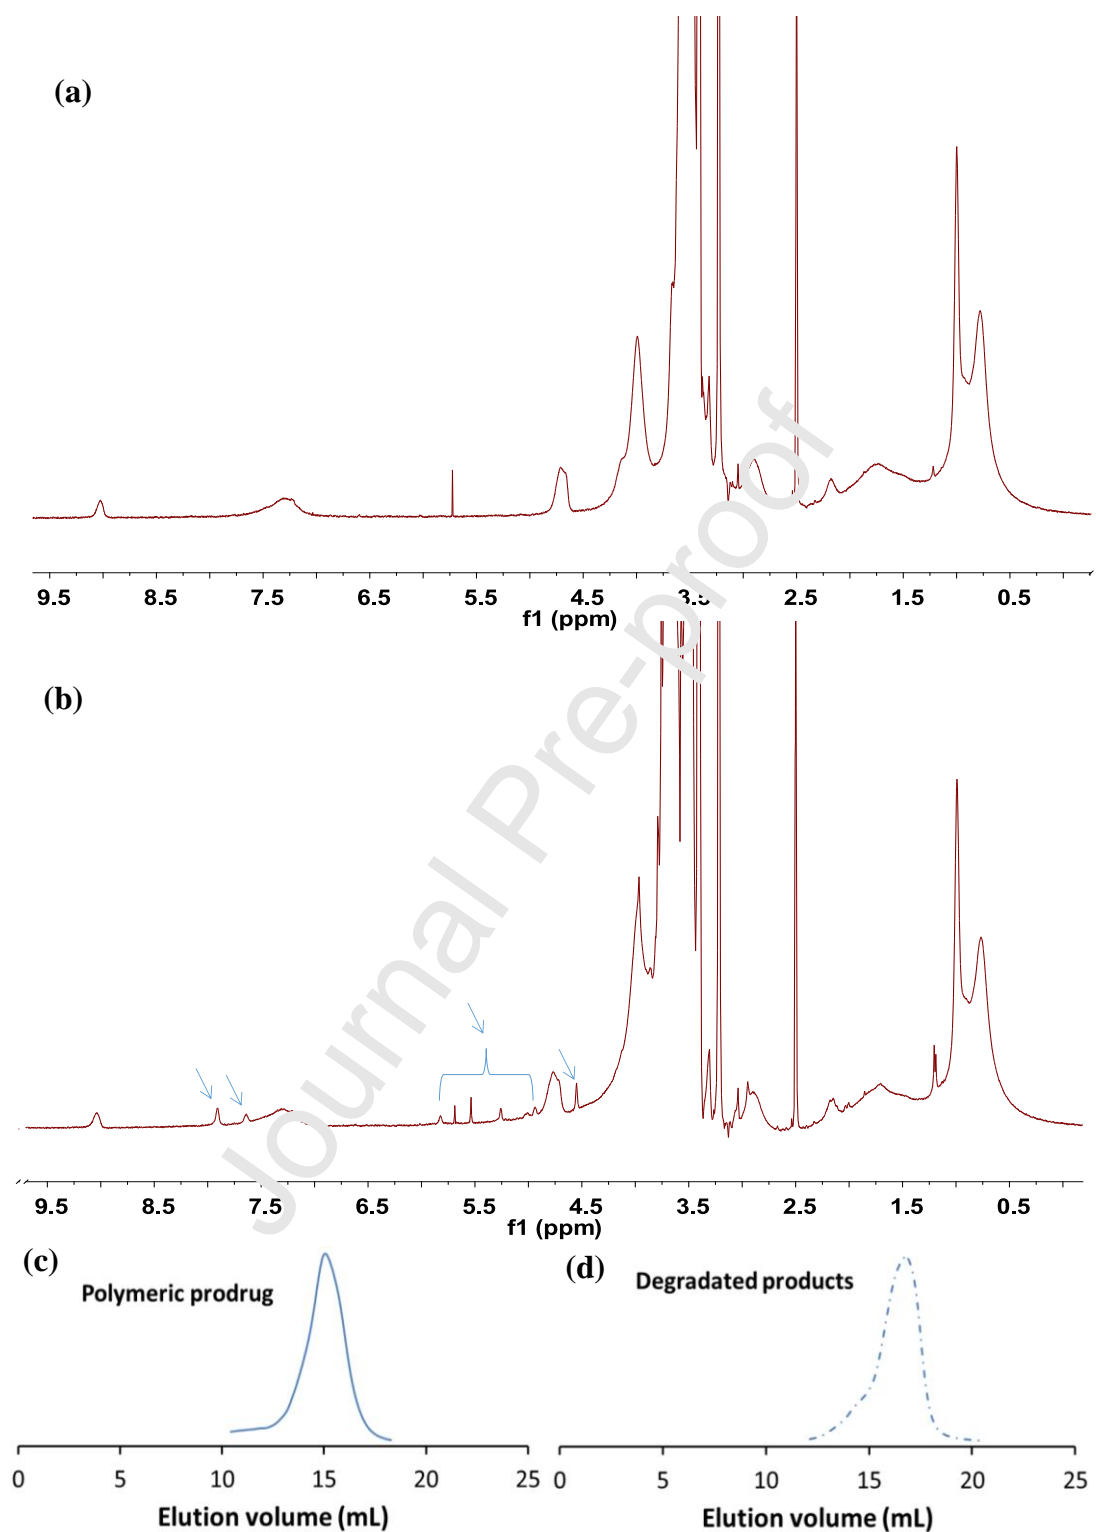 (a)
9.5 8.5 7.5 6.5 5.5 4.5 3.5 2.5 1.5 0.5
f1 (ppm)
(b)
Journal Pre-proof
9.5 8.5 7.5 6.5 5.5 4.5 3.5 2.5 1.5 0.5
f1 (ppm)
(c)
Polymeric prodrug
0 5 10 15 20 25
Elution volume (mL)
(d)
Degradated products
0 5 10 15 20 25
Elution volume (mL)